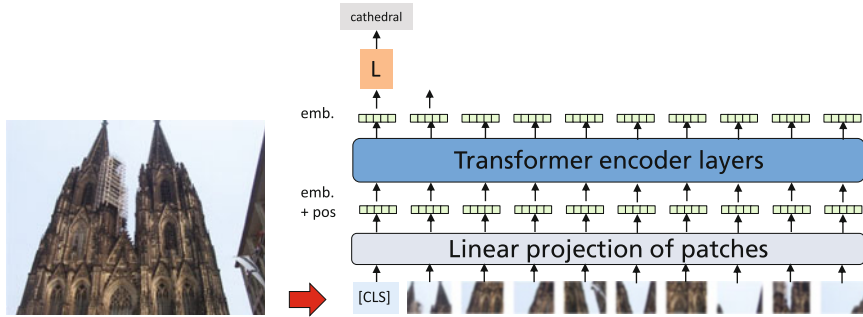 cathedral
L
emb.
Transformer encoder layers
emb.
+ pos
Linear projection of patches
[CLS]